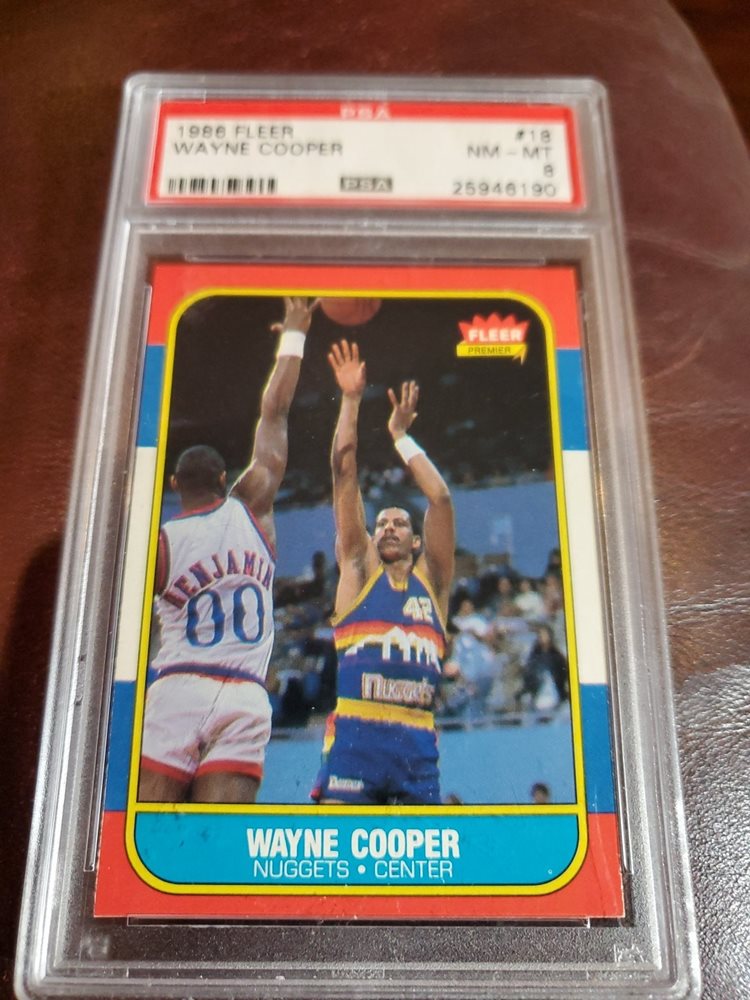 PSA
1986 FLEER #18
WAYNE COOPER NM - MT
8
PSA 25946190
FLEER
PREMIER
BENJAMIN
00
42
Nuggets
WAYNE COOPER
NUGGETS • CENTER